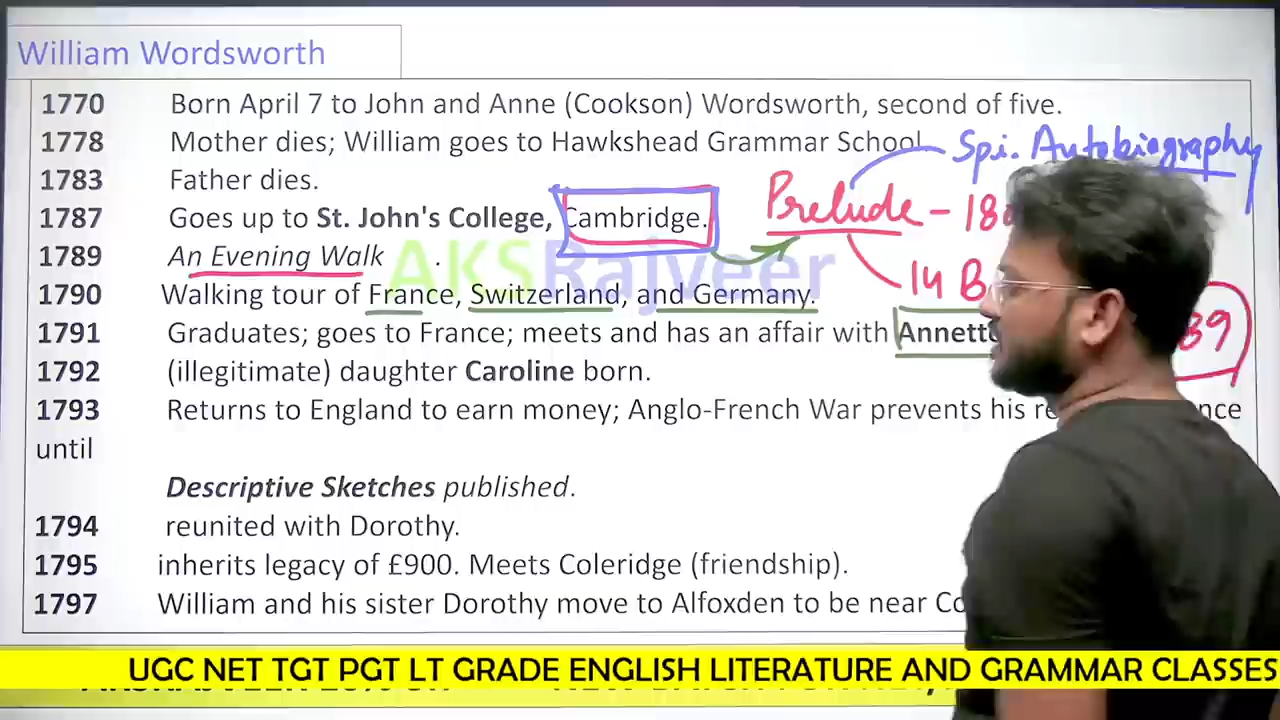 William Wordsworth
1770 Born April 7 to John and Anne (Cookson) Wordsworth, second of five.
1778 Mother dies; William goes to Hawkshead Grammar School
Spi. Autobiography
1783 Father dies.
Prelude - 18
1787 Goes up to St. John's College, Cambridge.
1789 An Evening Walk .
AKSRajveer
14 B
1790 Walking tour of France, Switzerland, and Germany.
1791 Graduates; goes to France; meets and has an affair with Annett
39
1792 (illegitimate) daughter Caroline born.
1793 Returns to England to earn money; Anglo-French War prevents his
until
Descriptive Sketches published.
1794 reunited with Dorothy.
1795 inherits legacy of £900. Meets Coleridge (friendship).
1797 William and his sister Dorothy move to Alfoxden to be near
UGC NET TGT PGT LT GRADE ENGLISH LITERATURE AND GRAMMAR CLASSES